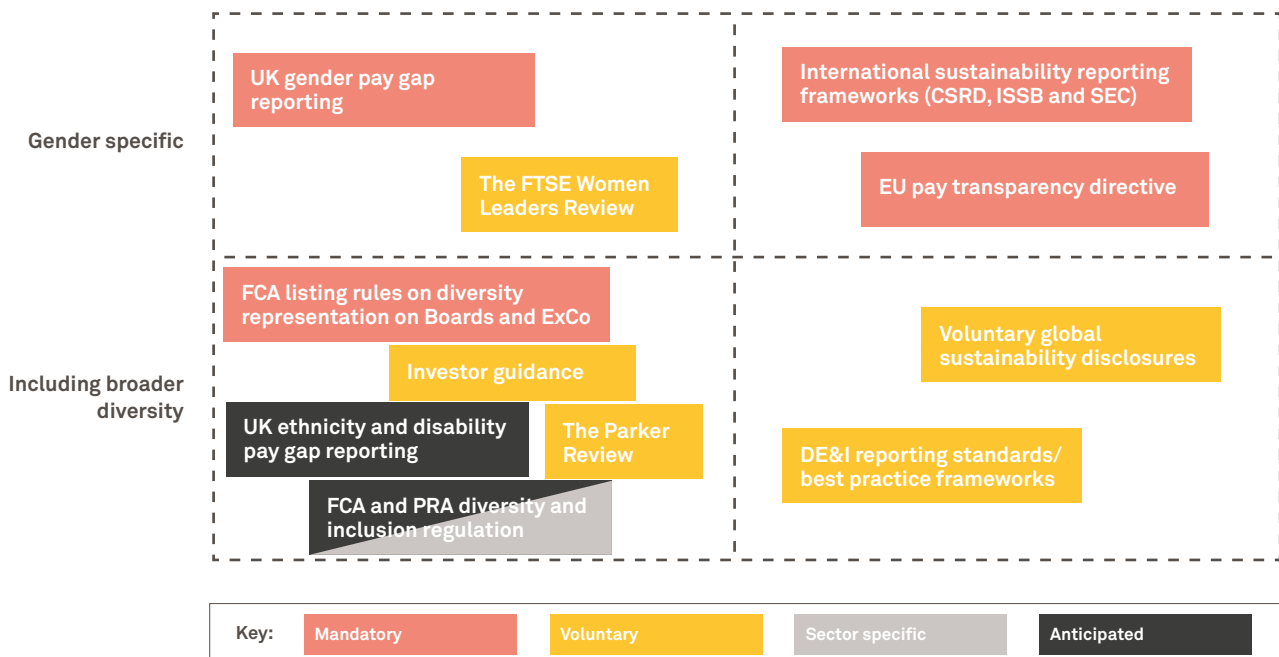 Gender specific
UK gender pay gap
reporting
The FTSE Women
Leaders Review
International sustainability reporting
frameworks (CSRD, ISSB and SEC)
EU pay transparency directive
Including broader
diversity
FCA listing rules on diversity
representation on Boards and ExCo
Investor guidance
UK ethnicity and disability
pay gap reporting
The Parker
Review
FCA and PRA diversity and
inclusion regulation
Voluntary global
sustainability disclosures
DE&I reporting standards/
best practice frameworks
Key:
Mandatory
Voluntary
Sector specific
Anticipated